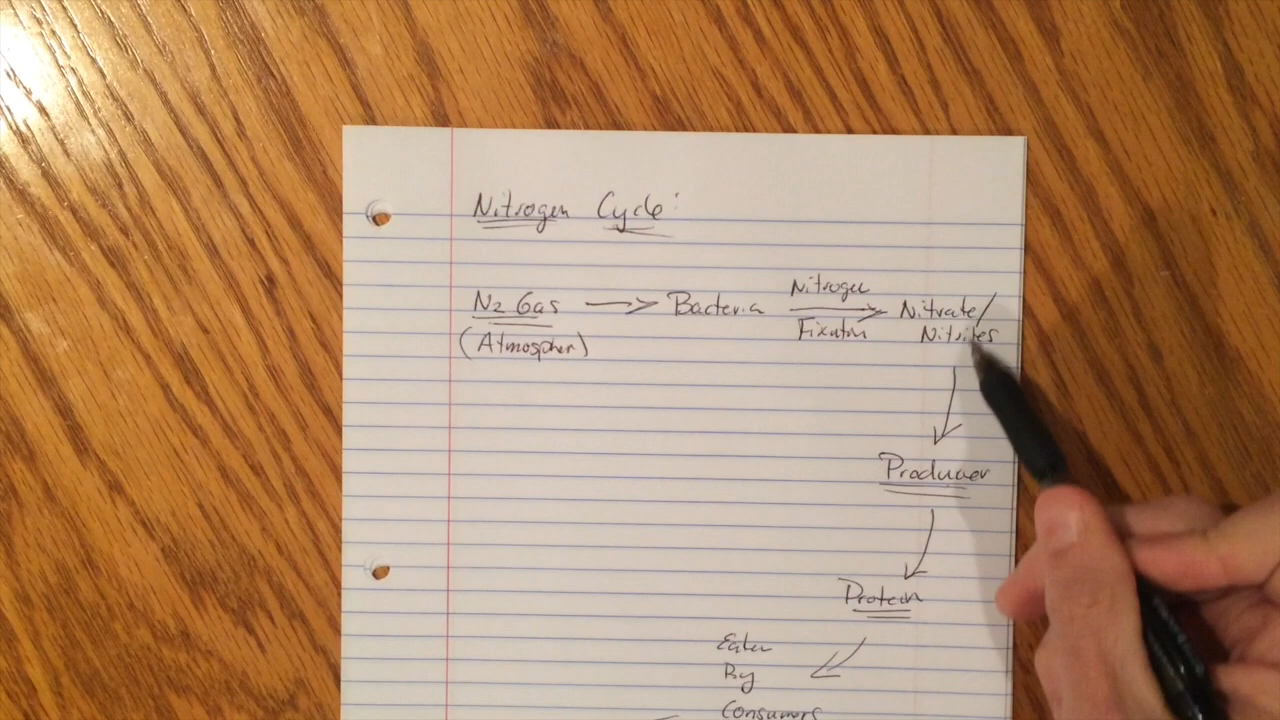 Nitrogen Cycle:
N2 Gas → Bacteria Nitrogen Fixation → Nitrate/
(Atmospher) Nitrites
Producer
Protein
Eaten
By
Consumers